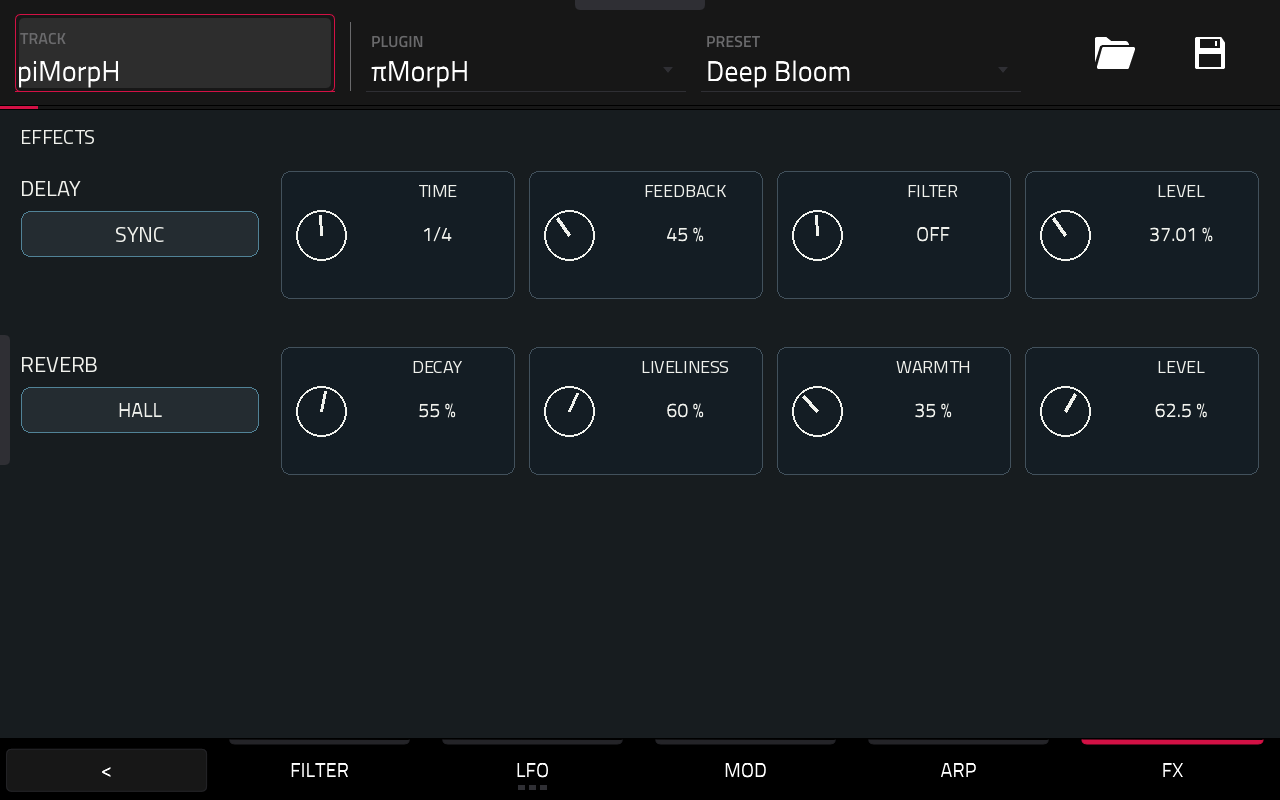 TRACK
piMorpH
PLUGIN
πMorpH
PRESET
Deep Bloom
EFFECTS
DELAY
SYNC
TIME
1/4
FEEDBACK
45 %
FILTER
OFF
LEVEL
37.01 %
REVERB
HALL
DECAY
55 %
LIVELINESS
60 %
WARMTH
35 %
LEVEL
62.5 %
<
FILTER
LFO
MOD
ARP
FX